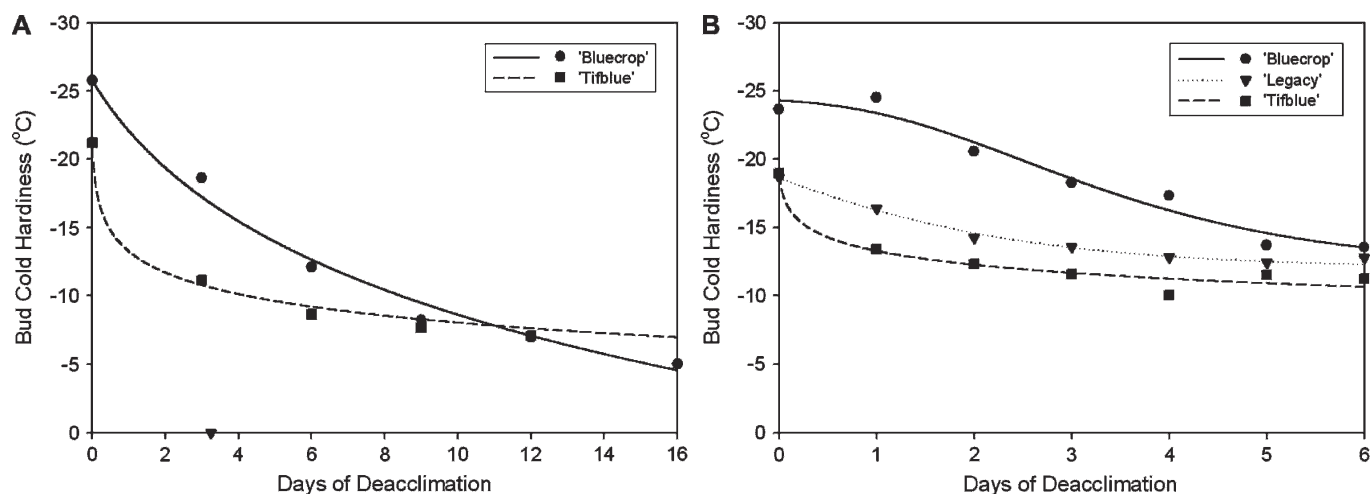 A
Bud Cold Hardiness (°C)
-30
-25
-20
-15
-10
-5
0
'Bluecrop'
'Tifblue'
0 2 4 6 8 10 12 14 16
Days of Deacclimation
B
Bud Cold Hardiness (°C)
-30
-25
-20
-15
-10
-5
0
'Bluecrop'
'Legacy'
'Tifblue'
0 1 2 3 4 5 6
Days of Deacclimation